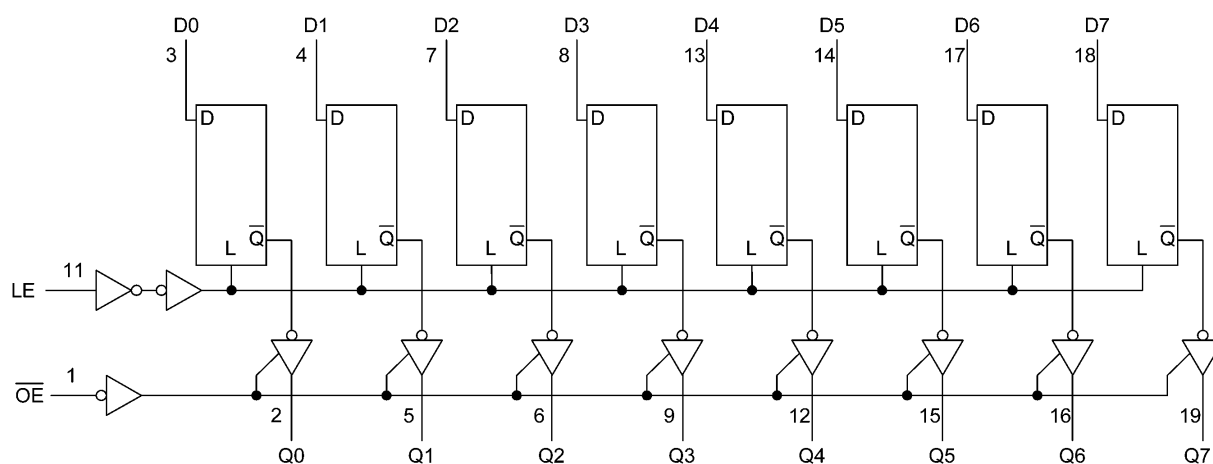 D0 D1 D2 D3 D4 D5 D6 D7
3 4 7 8 13 14 17 18
D D D D D D D D
Q̅ Q̅ Q̅ Q̅ Q̅ Q̅ Q̅ Q̅
L L L L L L L L
11
LE
1
O̅E̅
2 5 6 9 12 15 16 19
Q0 Q1 Q2 Q3 Q4 Q5 Q6 Q7